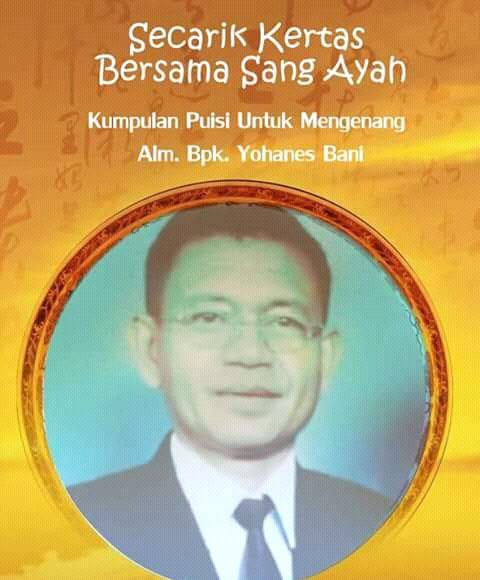 Secarik Kertas
Bersama Sang Ayah
Kumpulan Puisi Untuk Mengenang
Alm. Bpk. Yohanes Bani